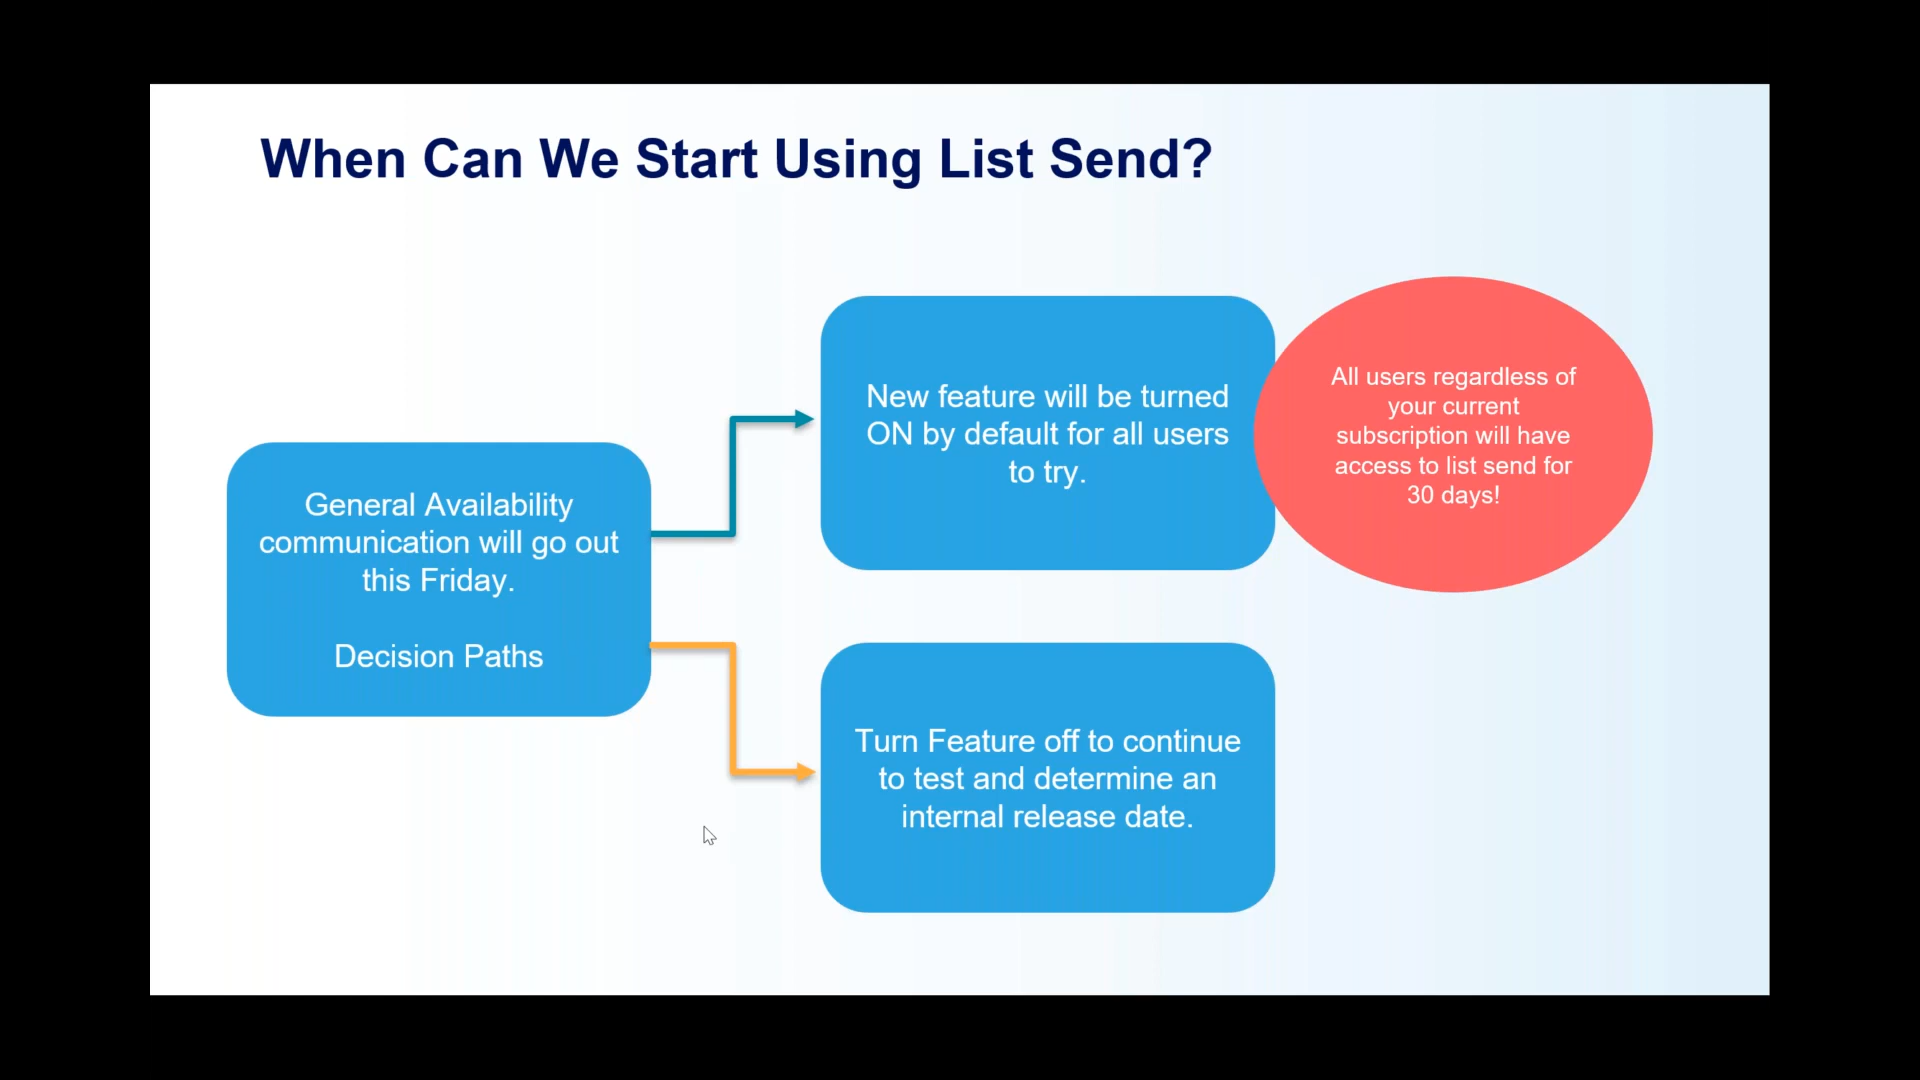 When Can We Start Using List Send?
General Availability
communication will go out
this Friday.
Decision Paths
New feature will be turned
ON by default for all users
to try.
All users regardless of
your current
subscription will have
access to list send for
30 days!
Turn Feature off to continue
to test and determine an
internal release date.